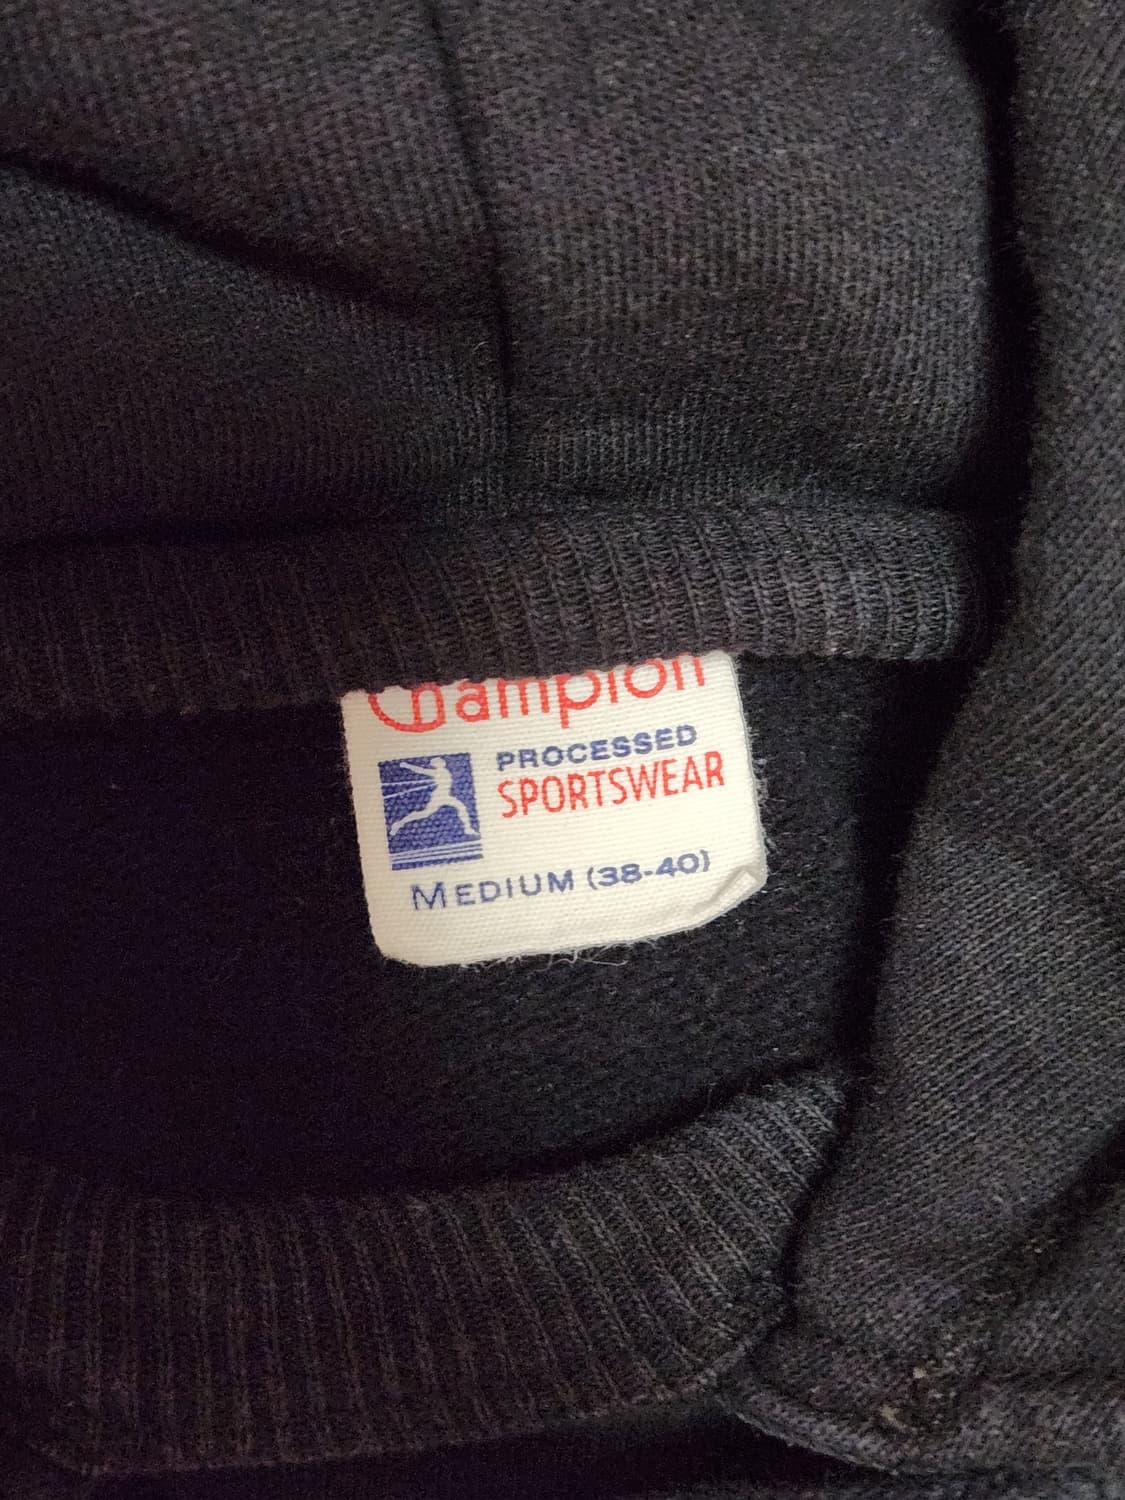 Champion
PROCESSED
SPORTSWEAR
MEDIUM (38-40)